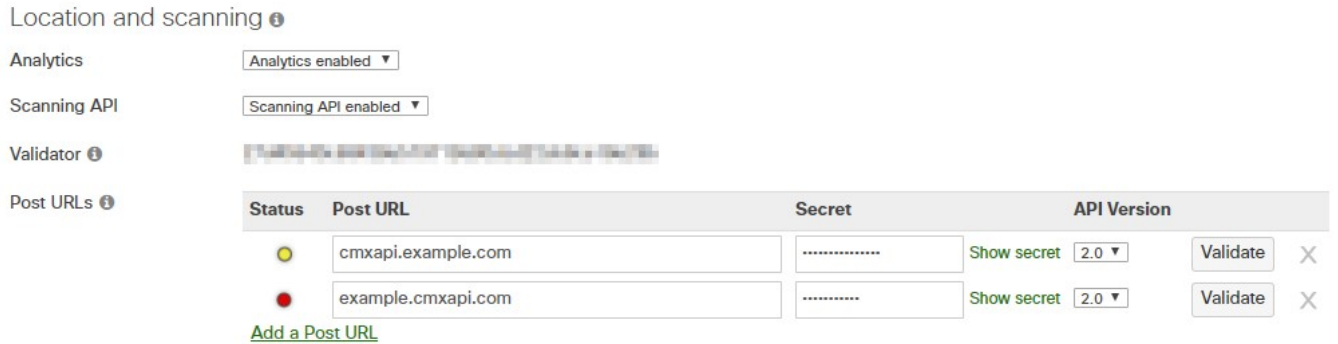 Location and scanning
Analytics Analytics enabled
Scanning API Scanning API enabled
Validator
Post URLs Status Post URL Secret API Version
cmxapi.example.com ••••••••••••••• Show secret 2.0 Validate X
example.cmxapi.com ••••••••••• Show secret 2.0 Validate X
Add a Post URL